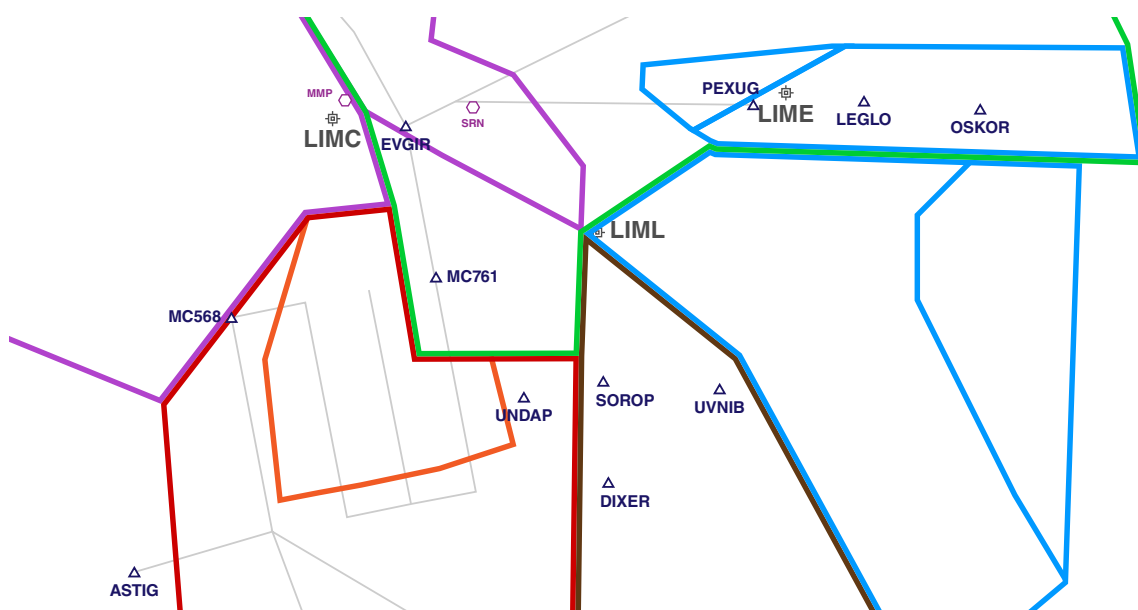 PEXUG
MMP
LIME
SRN
LEGLO
OSKOR
LIMC
EVGIR
LIML
MC761
MC568
SOROP
UVNIB
UNDAP
DIXER
ASTIG